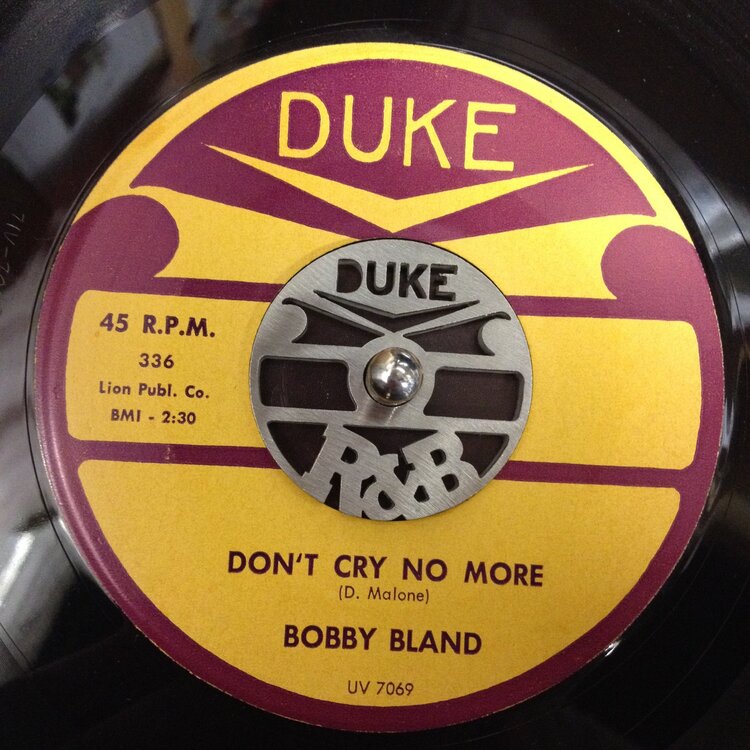 DUKE
DUKE
45 R.P.M.
336
Lion Publ. Co.
BMI - 2:30
R&B
DON'T CRY NO MORE
(D. Malone)
BOBBY BLAND
UV 7069